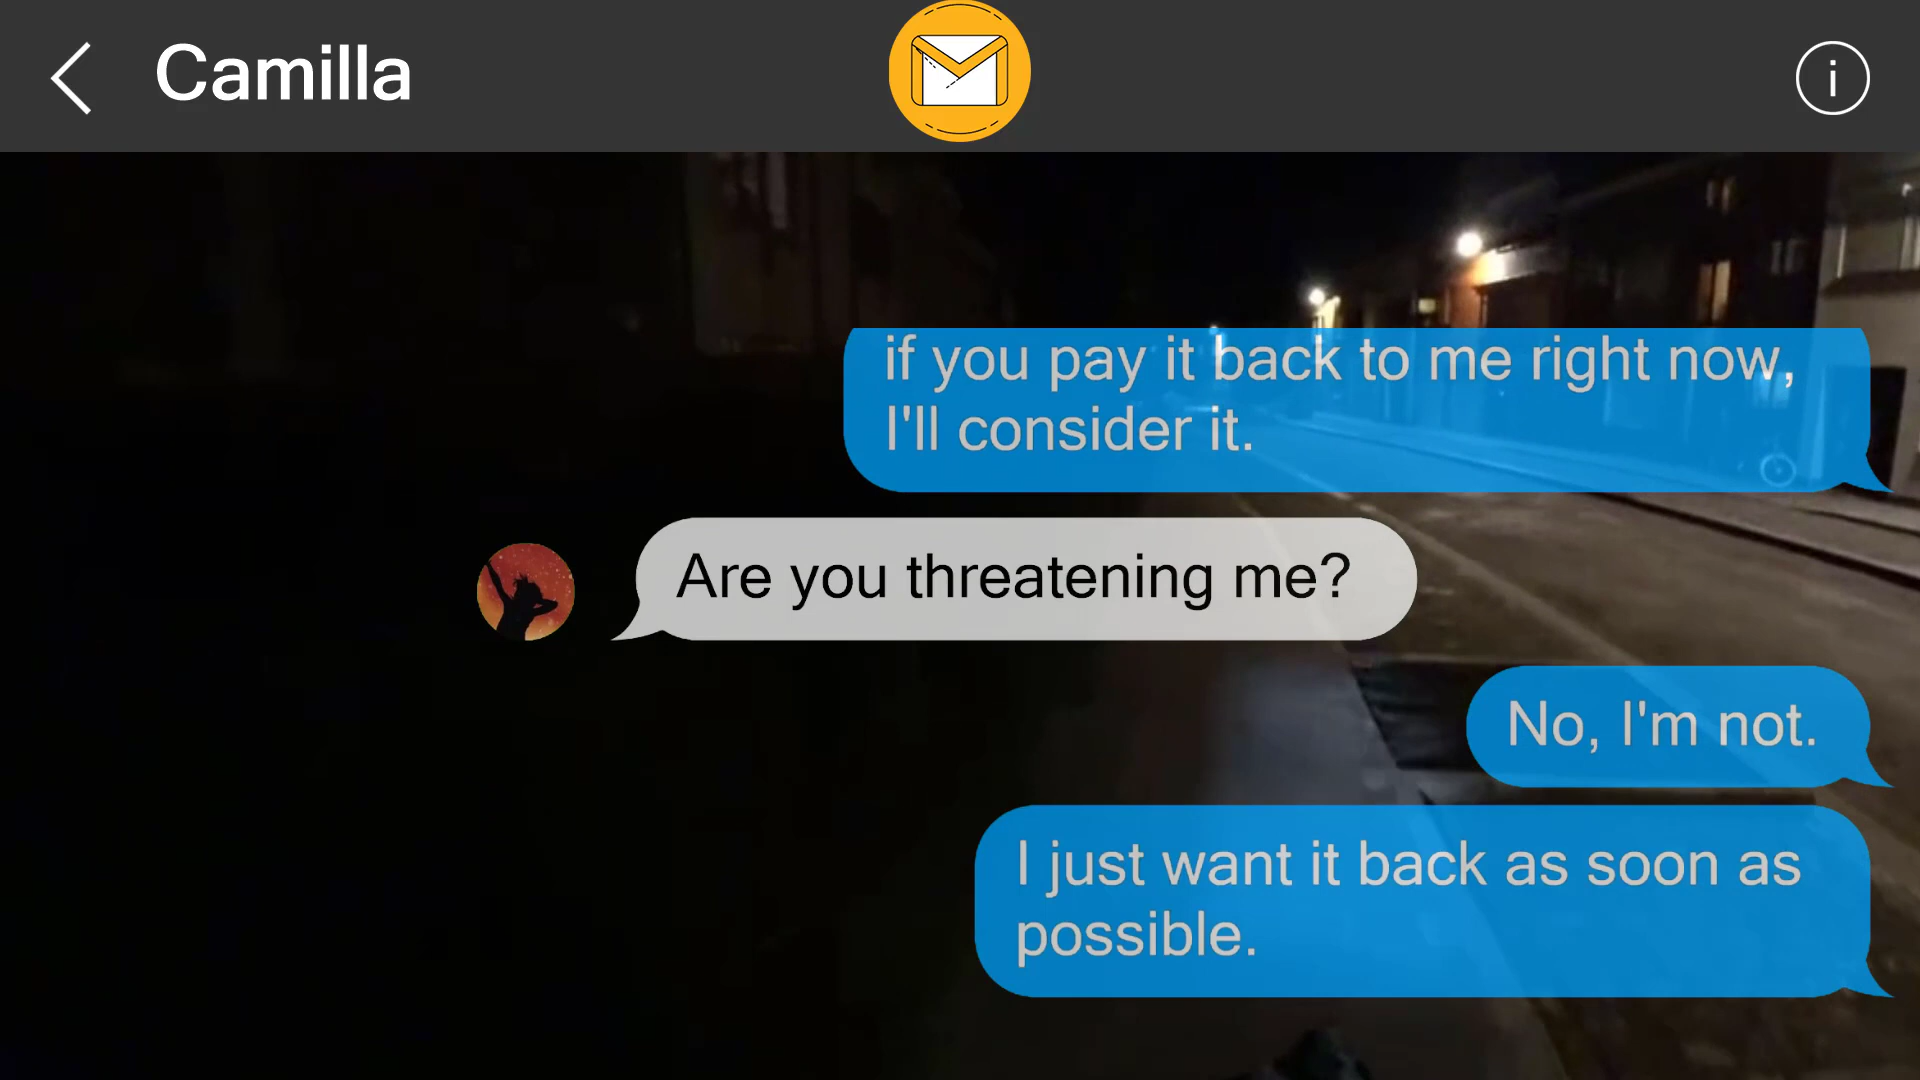 Camilla
i
if you pay it back to me right now,
I'll consider it.
Are you threatening me?
No, I'm not.
I just want it back as soon as
possible.